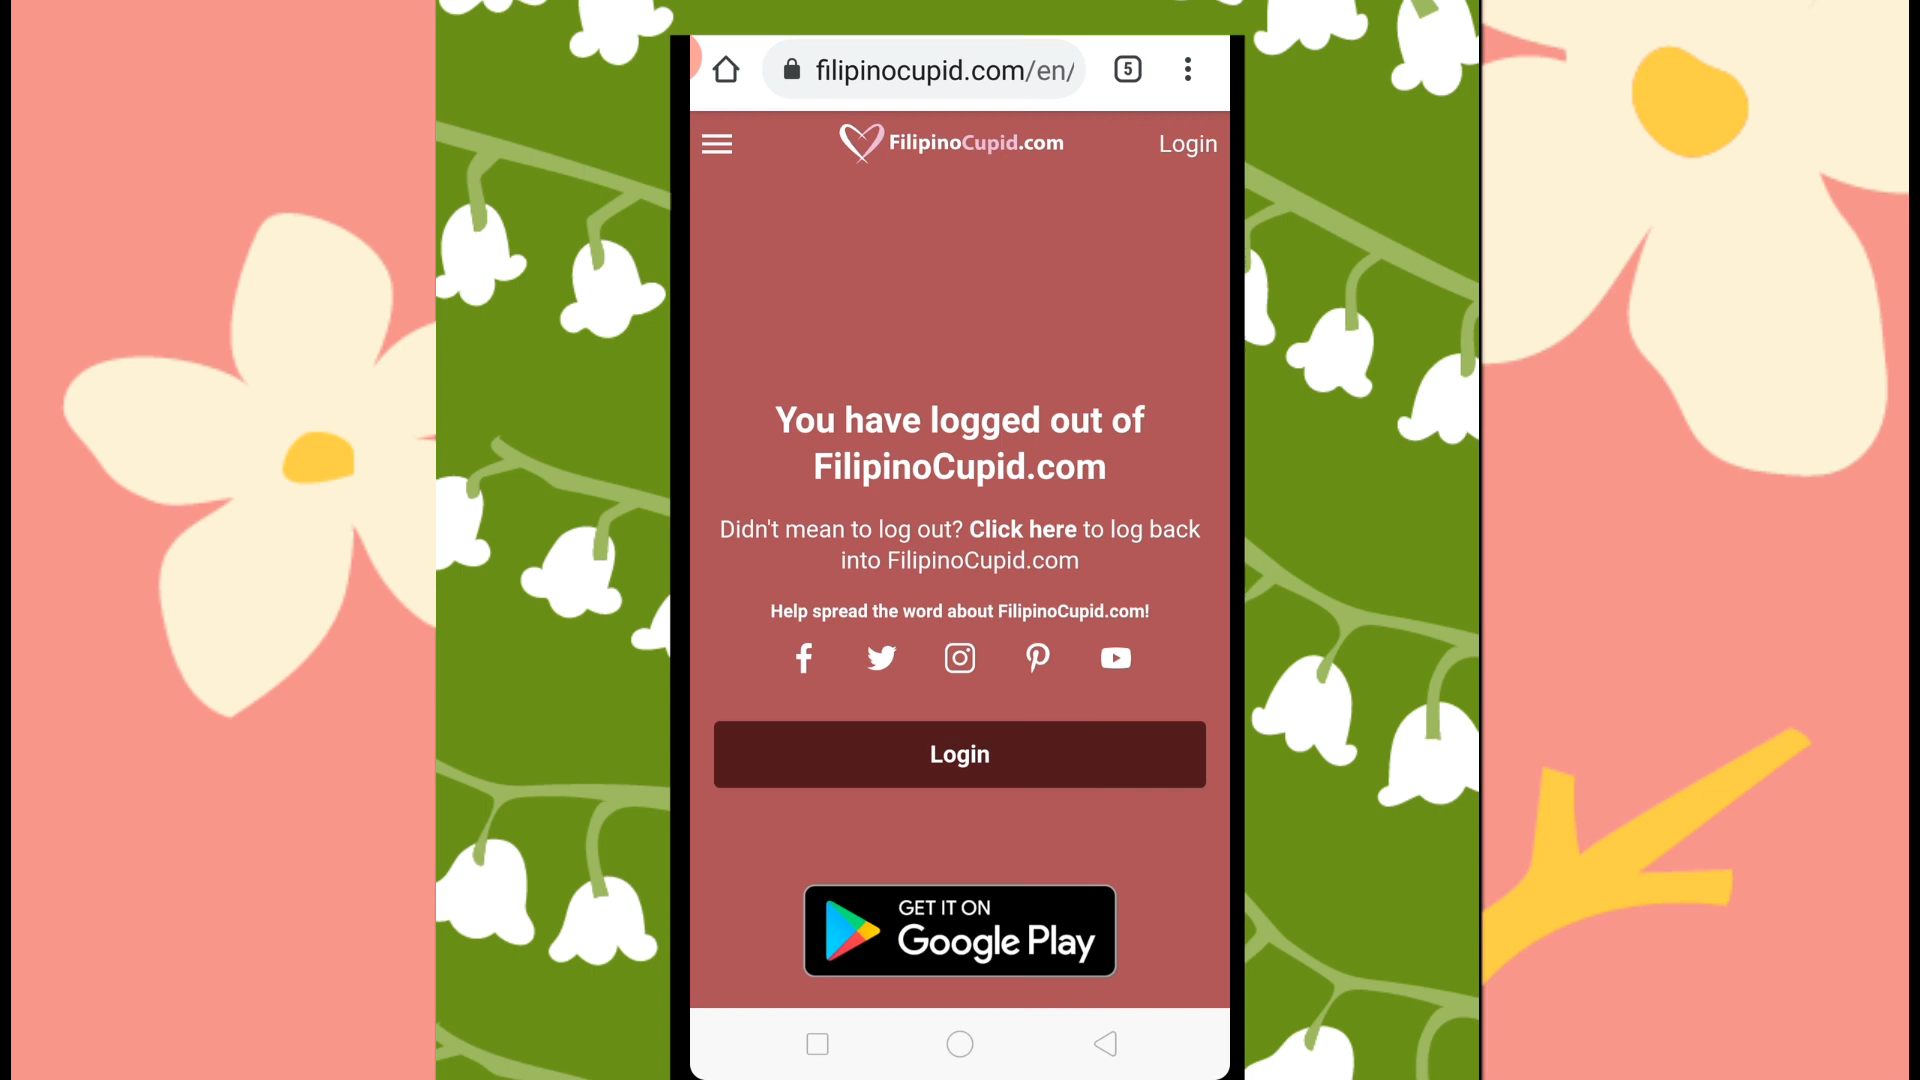 filipinocupid.com/en/
5
FilipinoCupid.com
Login
You have logged out of
FilipinoCupid.com
Didn't mean to log out? Click here to log back
into FilipinoCupid.com
Help spread the word about FilipinoCupid.com!
Login
GET IT ON
Google Play